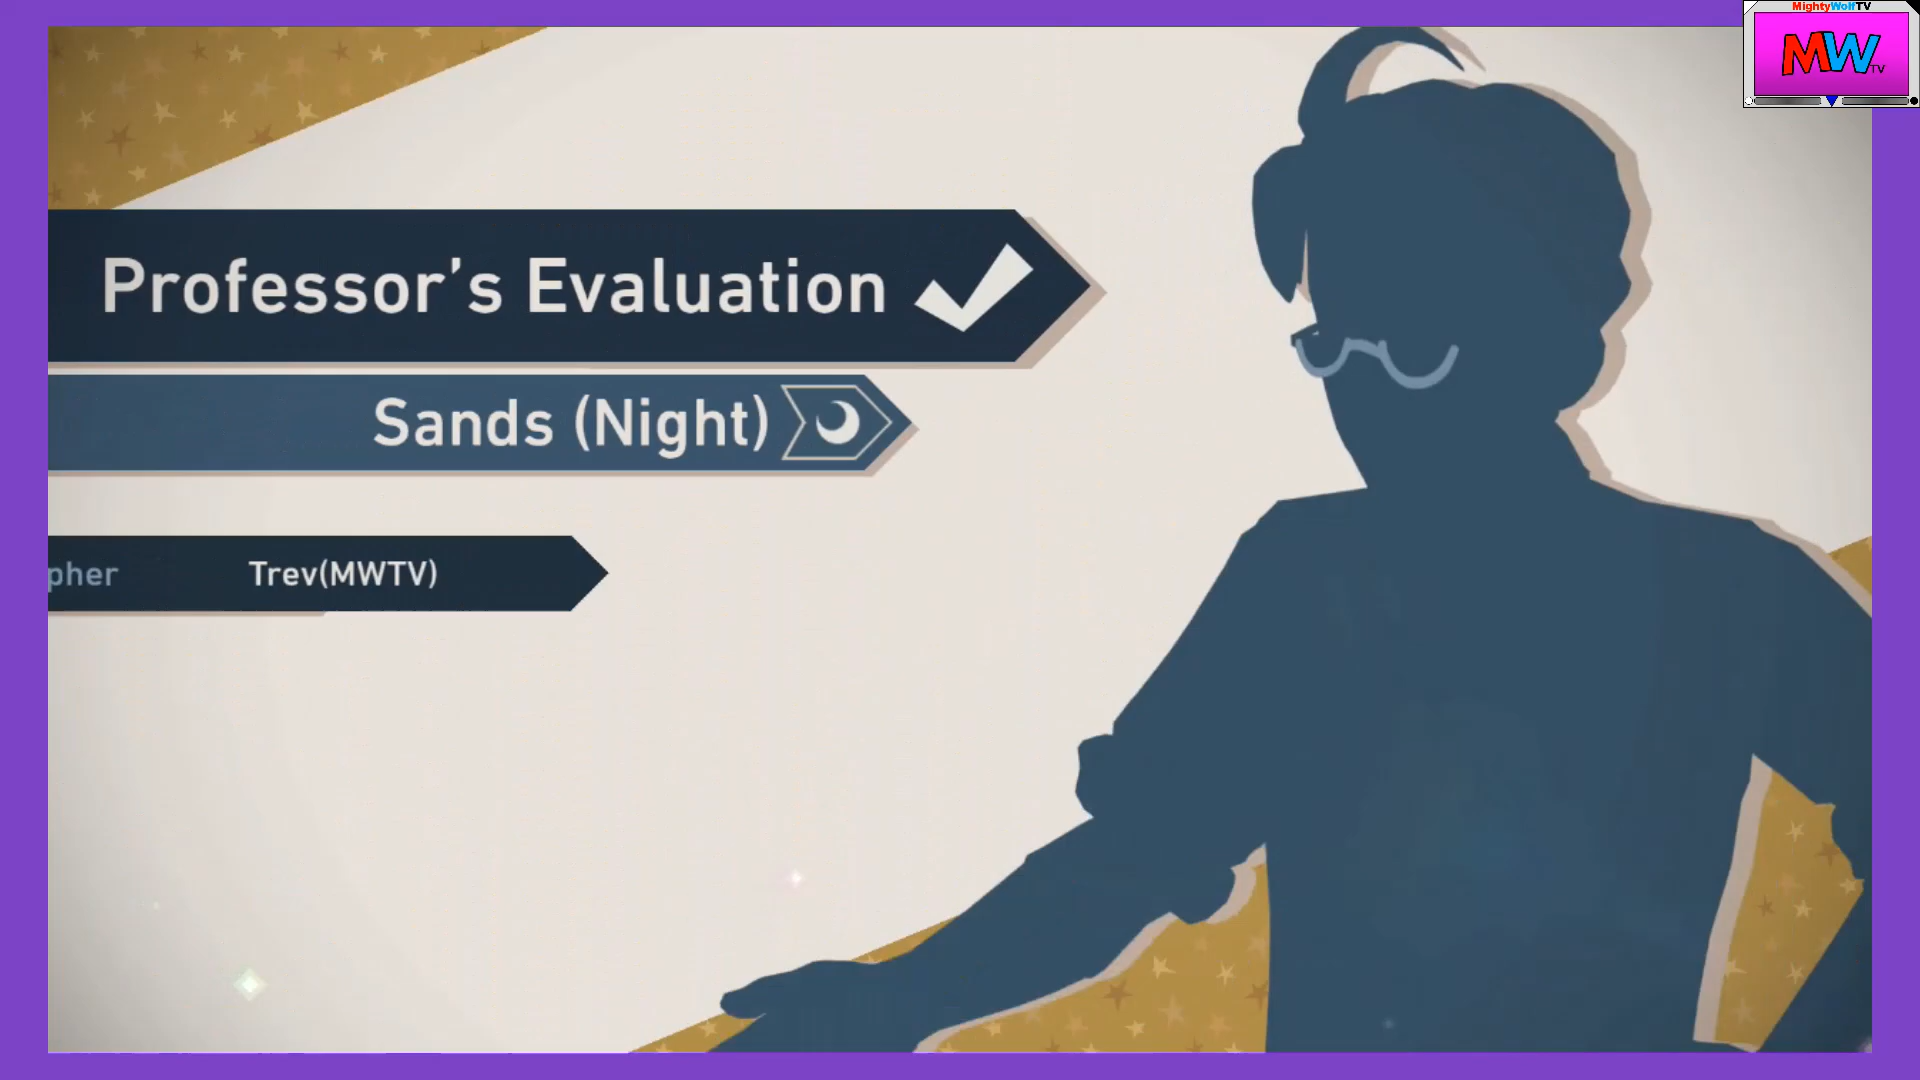 MightyWolfTV
MW TV
Professor's Evaluation
Sands (Night)
pher Trev(MWTV)